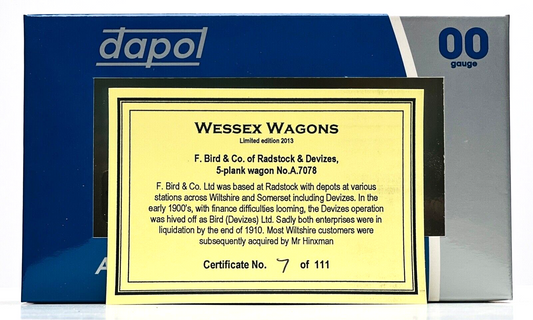 dapol
00
gauge
WESSEX WAGONS
Limited edition 2013
F. Bird & Co. of Radstock & Devizes,
5-plank wagon No.A.7078
F. Bird & Co. Ltd was based at Radstock with depots at various
stations across Wiltshire and Somerset including Devizes. In the
early 1900's, with finance difficulties looming, the Devizes operation
was hived off as Bird (Devizes) Ltd. Sadly both enterprises were in
liquidation by the end of 1910. Most Wiltshire customers were
subsequently acquired by Mr Hinxman
Certificate No. 7 of 111